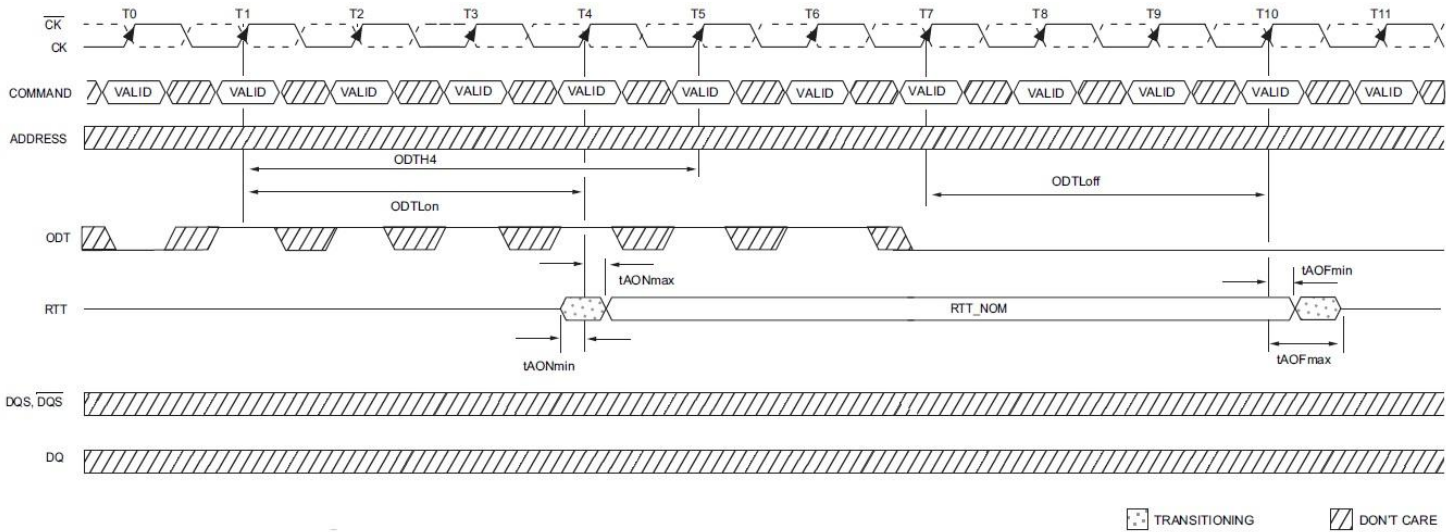 T0 T1 T2 T3 T4 T5 T6 T7 T8 T9 T10 T11
CK
CK
COMMAND VALID VALID VALID VALID VALID VALID VALID VALID VALID VALID VALID VALID
ADDRESS
ODTH4
ODTLoff
ODTLon
ODT
tAONmax
tAOFmin
RTT RTT_NOM
tAONmin
tAOFmax
DQS, DQS
DQ
TRANSITIONING DON'T CARE